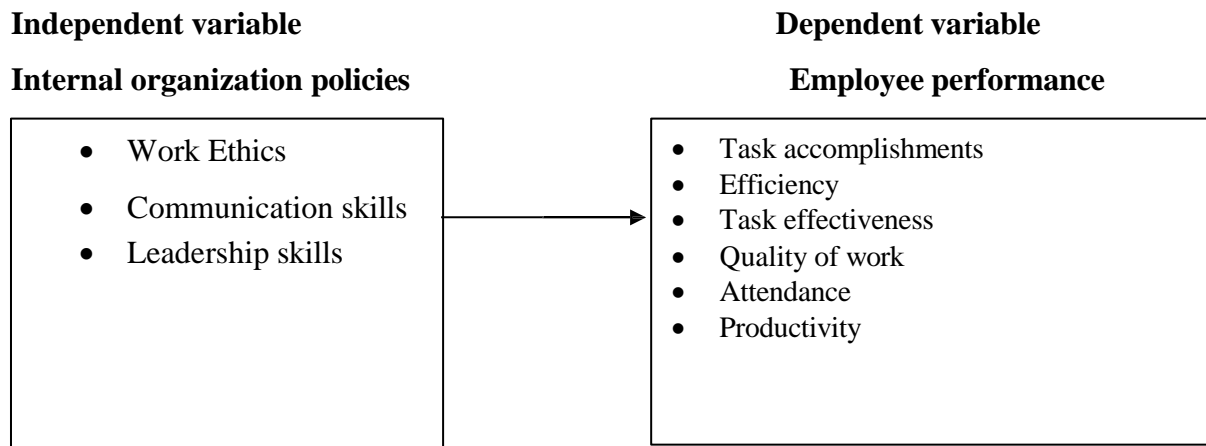 Independent variable
Dependent variable
Internal organization policies
Employee performance
• Work Ethics
• Communication skills
• Leadership skills
• Task accomplishments
• Efficiency
• Task effectiveness
• Quality of work
• Attendance
• Productivity